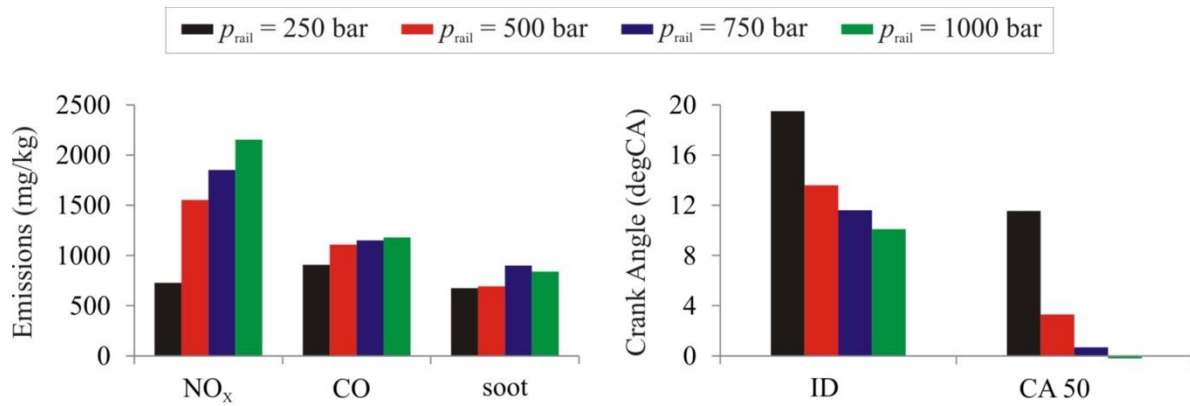 p_rail = 250 bar p_rail = 500 bar p_rail = 750 bar p_rail = 1000 bar
Emissions (mg/kg)
2500
2000
1500
1000
500
0
NO_X CO soot
Crank Angle (degCA)
20
16
12
8
4
0
ID CA 50